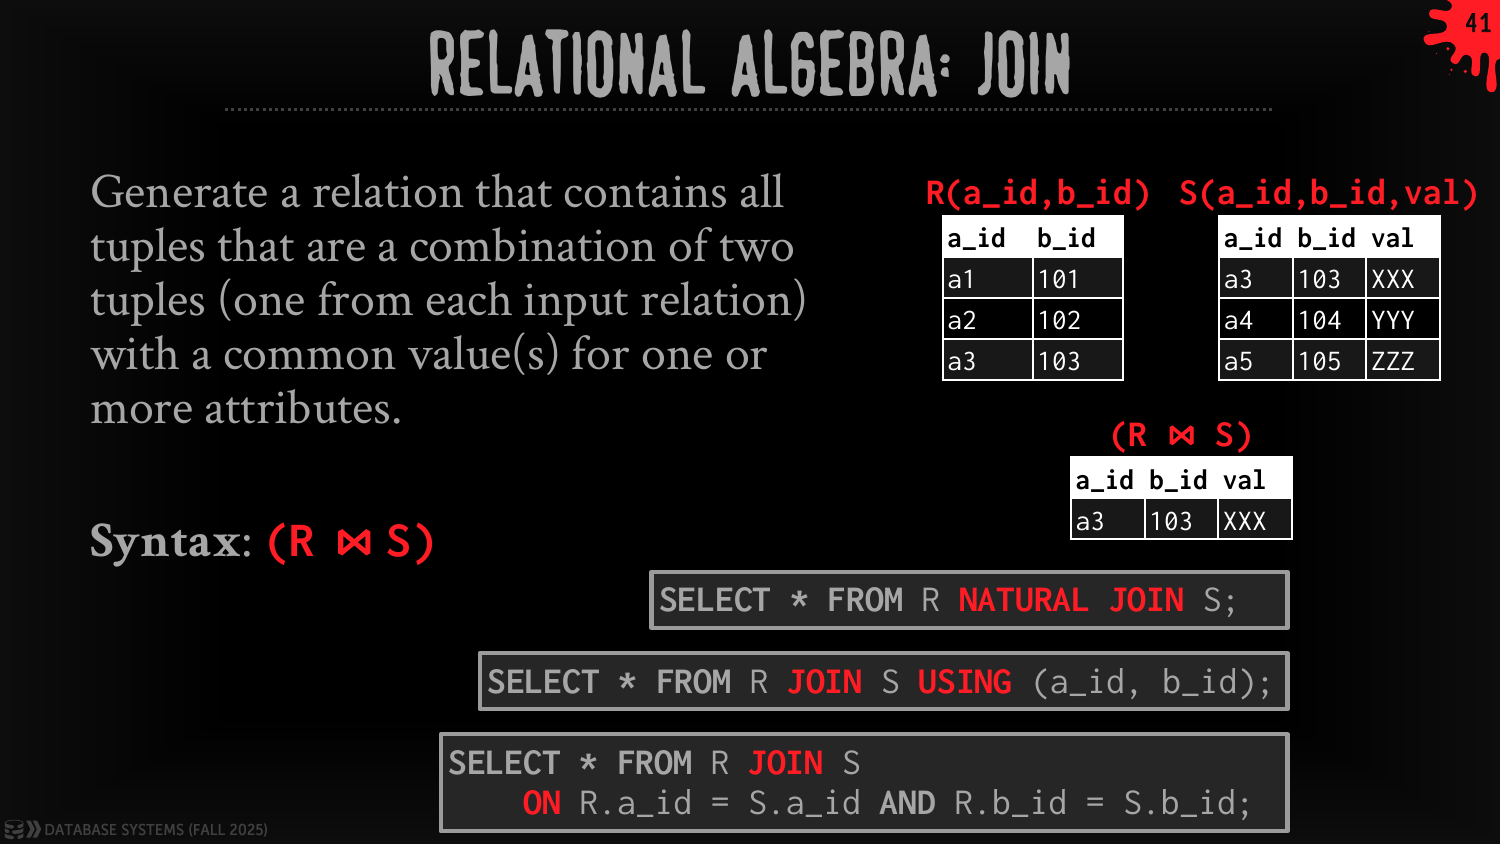 41
RELATIONAL ALGEBRA: JOIN
Generate a relation that contains all
tuples that are a combination of two
tuples (one from each input relation)
with a common value(s) for one or
more attributes.
Syntax: (R ⋈ S)
R(a_id,b_id)
a_id b_id
a1 101
a2 102
a3 103
S(a_id,b_id,val)
a_id b_id val
a3 103 XXX
a4 104 YYY
a5 105 ZZZ
(R ⋈ S)
a_id b_id val
a3 103 XXX
SELECT * FROM R NATURAL JOIN S;
SELECT * FROM R JOIN S USING (a_id, b_id);
SELECT * FROM R JOIN S
ON R.a_id = S.a_id AND R.b_id = S.b_id;
DATABASE SYSTEMS (FALL 2025)